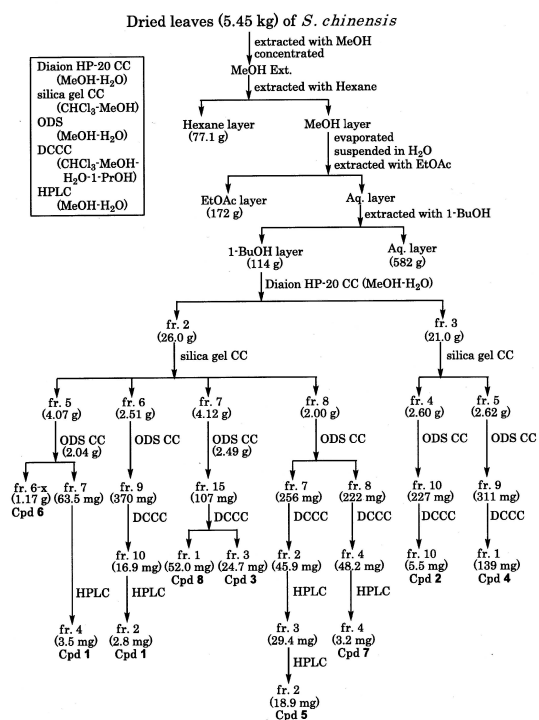 Dried leaves (5.45 kg) of S. chinensis
extracted with MeOH
concentrated
MeOH Ext.
extracted with Hexane
Diaion HP-20 CC
(MeOH-H2O)
silica gel CC
(CHCl3-MeOH)
ODS
(MeOH-H2O)
DCCC
(CHCl3-MeOH-
H2O-1-PrOH)
HPLC
(MeOH-H2O)
Hexane layer
(77.1 g)
MeOH layer
evaporated
suspended in H2O
extracted with EtOAc
EtOAc layer
(172 g)
Aq. layer
extracted with 1-BuOH
1-BuOH layer
(114 g)
Aq. layer
(582 g)
Diaion HP-20 CC (MeOH-H2O)
fr. 2
(26.0 g)
fr. 3
(21.0 g)
silica gel CC
silica gel CC
fr. 5
(4.07 g)
fr. 6
(2.51 g)
fr. 7
(4.12 g)
fr. 8
(2.00 g)
fr. 4
(2.60 g)
fr. 5
(2.62 g)
ODS CC
(2.04 g)
ODS CC
ODS CC
(2.49 g)
ODS CC
ODS CC
ODS CC
fr. 6-x
(1.17 g)
Cpd 6
fr. 7
(63.5 mg)
fr. 9
(370 mg)
fr. 15
(107 mg)
fr. 7
(256 mg)
fr. 8
(222 mg)
fr. 10
(227 mg)
fr. 9
(311 mg)
DCCC
DCCC
DCCC
DCCC
DCCC
DCCC
fr. 10
(16.9 mg)
fr. 1
(52.0 mg)
Cpd 8
fr. 3
(24.7 mg)
Cpd 3
fr. 2
(45.9 mg)
fr. 4
(48.2 mg)
fr. 10
(5.5 mg)
Cpd 2
fr. 1
(139 mg)
Cpd 4
HPLC
HPLC
HPLC
HPLC
fr. 4
(3.5 mg)
Cpd 1
fr. 2
(2.8 mg)
Cpd 1
fr. 3
(29.4 mg)
fr. 4
(3.2 mg)
Cpd 7
HPLC
fr. 2
(18.9 mg)
Cpd 5